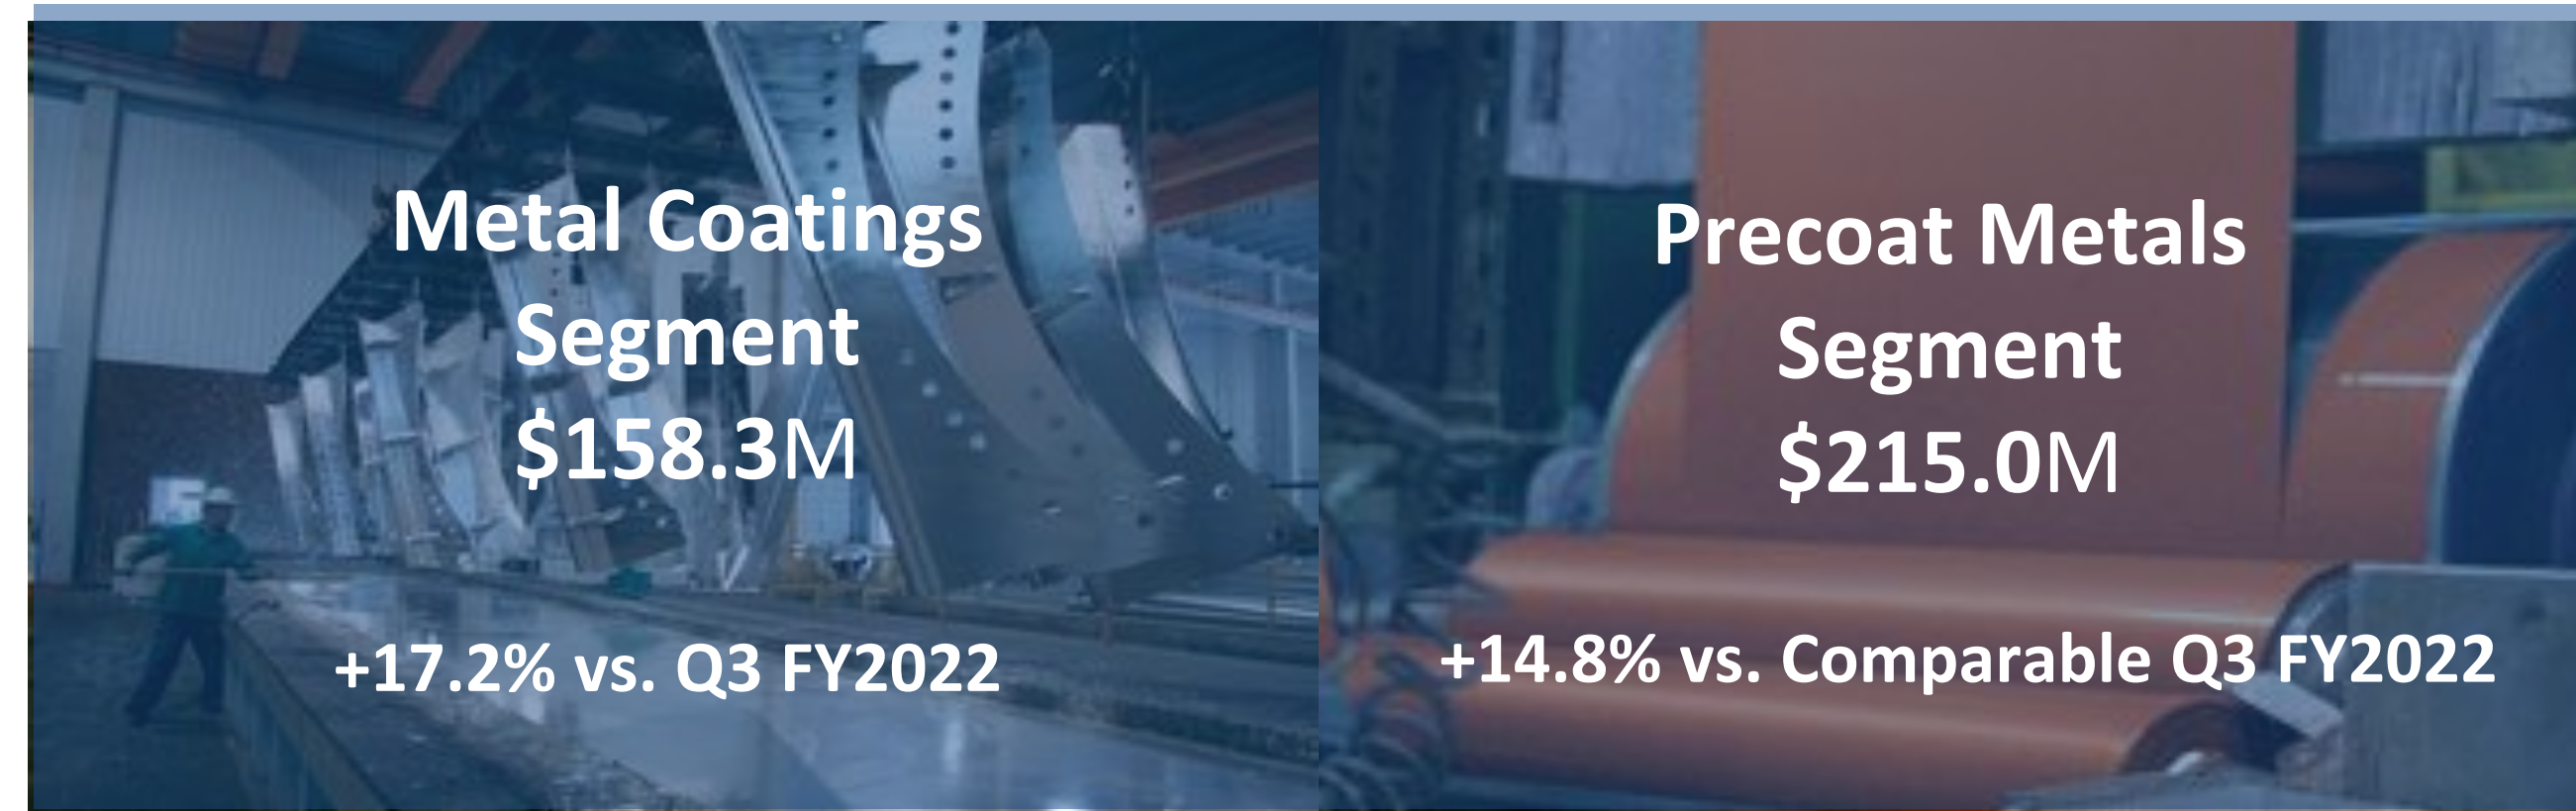 Metal Coatings
Segment
$158.3M
+17.2% vs. Q3 FY2022
Precoat Metals
Segment
$215.0M
+14.8% vs. Comparable Q3 FY2022